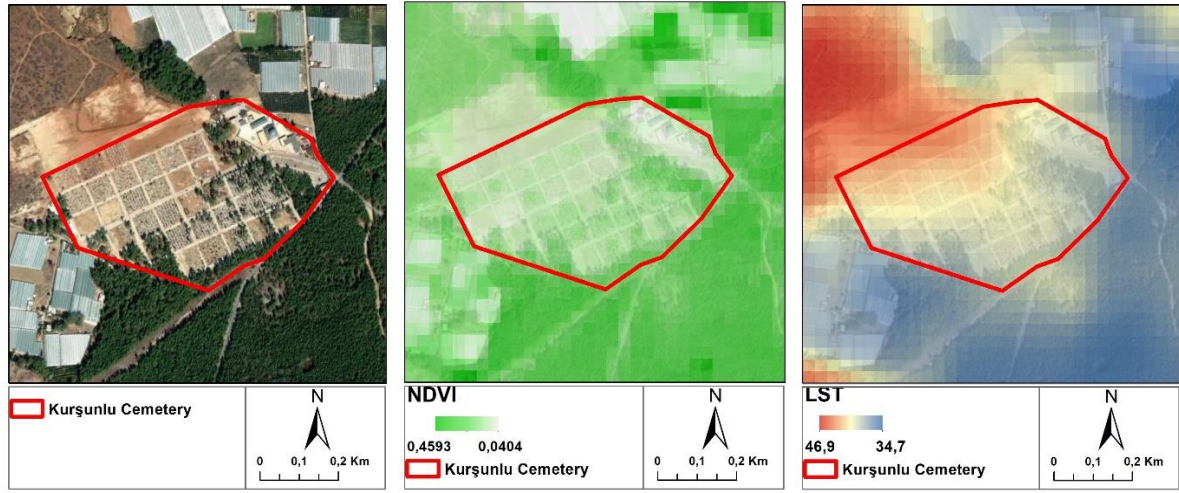 Kurşunlu Cemetery
N
0 0,1 0,2 Km
NDVI
0,4593 0,0404
Kurşunlu Cemetery
N
0 0,1 0,2 Km
LST
46,9 34,7
Kurşunlu Cemetery
N
0 0,1 0,2 Km